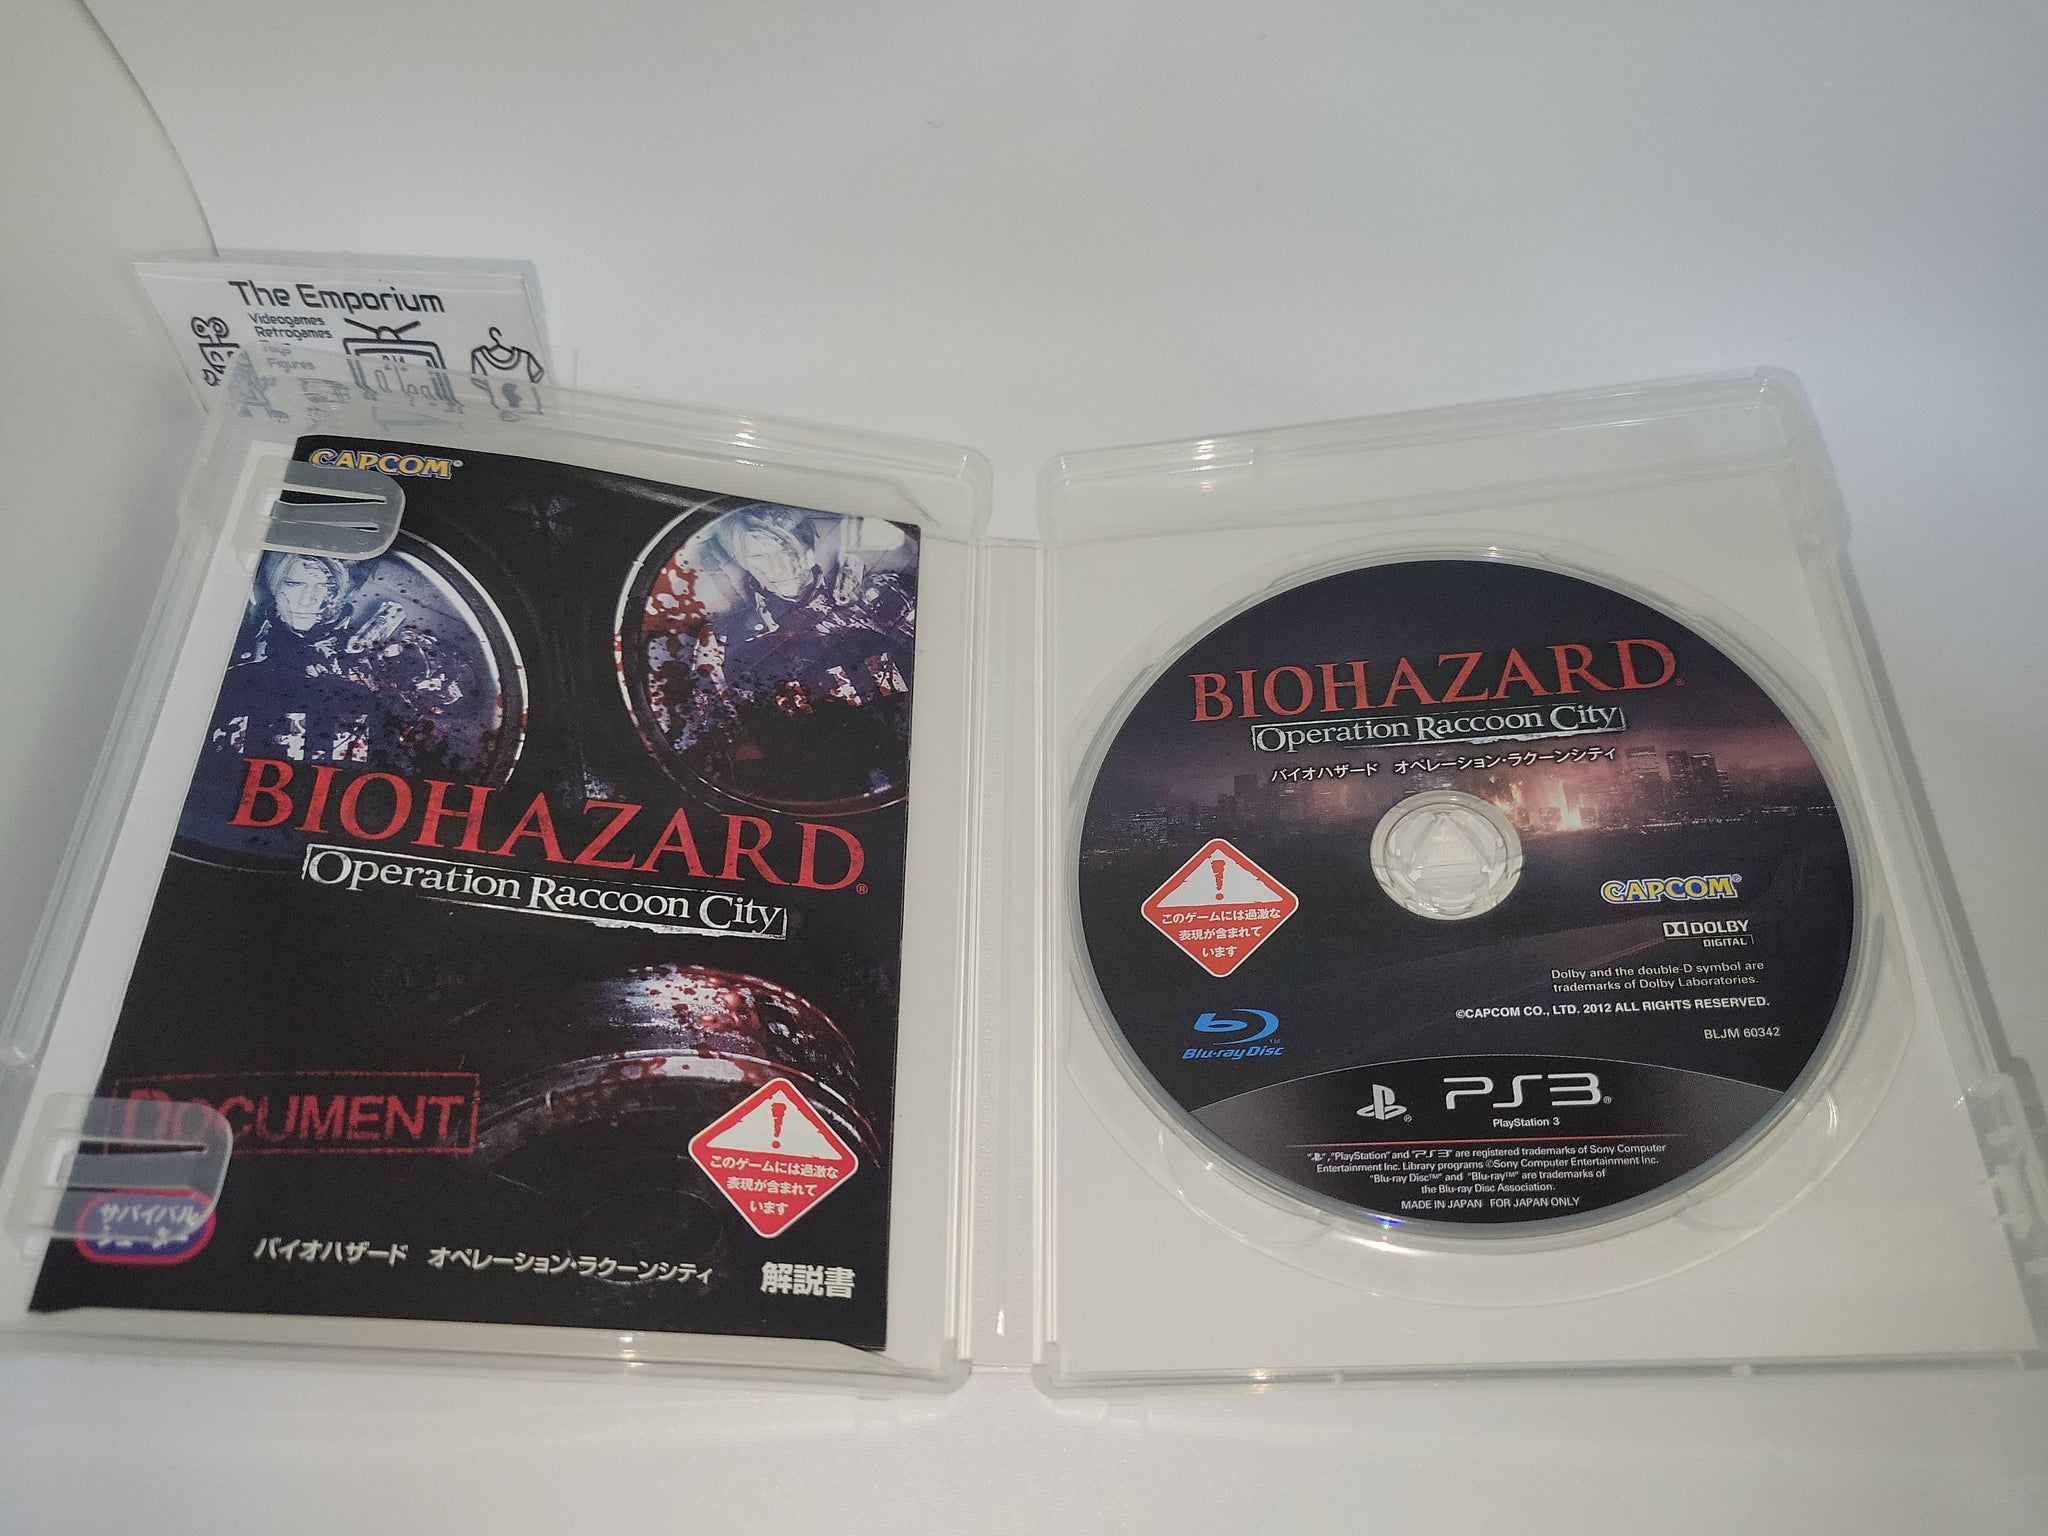 The Emporium
Videogames
Retrogames
Toys
Figures
CAPCOM®
BIOHAZARD®
Operation Raccoon City
DOCUMENT
このゲームには過激な
表現が含まれて
います
サバイバル
シューター
バイオハザード オペレーション・ラクーンシティ
解説書
BIOHAZARD®
Operation Raccoon City
バイオハザード オペレーション・ラクーンシティ
このゲームには過激な
表現が含まれて
います
CAPCOM®
DOLBY
DIGITAL
Dolby and the double-D symbol are
trademarks of Dolby Laboratories.
©CAPCOM CO., LTD. 2012 ALL RIGHTS RESERVED.
BLJM 60342
Blu-ray Disc™
PS3®
PlayStation 3
" ", "PlayStation" and "PS3" are registered trademarks of Sony Computer
Entertainment Inc. Library programs ©Sony Computer Entertainment Inc.
"Blu-ray Disc™" and "Blu-ray™" are trademarks of
the Blu-ray Disc Association.
MADE IN JAPAN FOR JAPAN ONLY